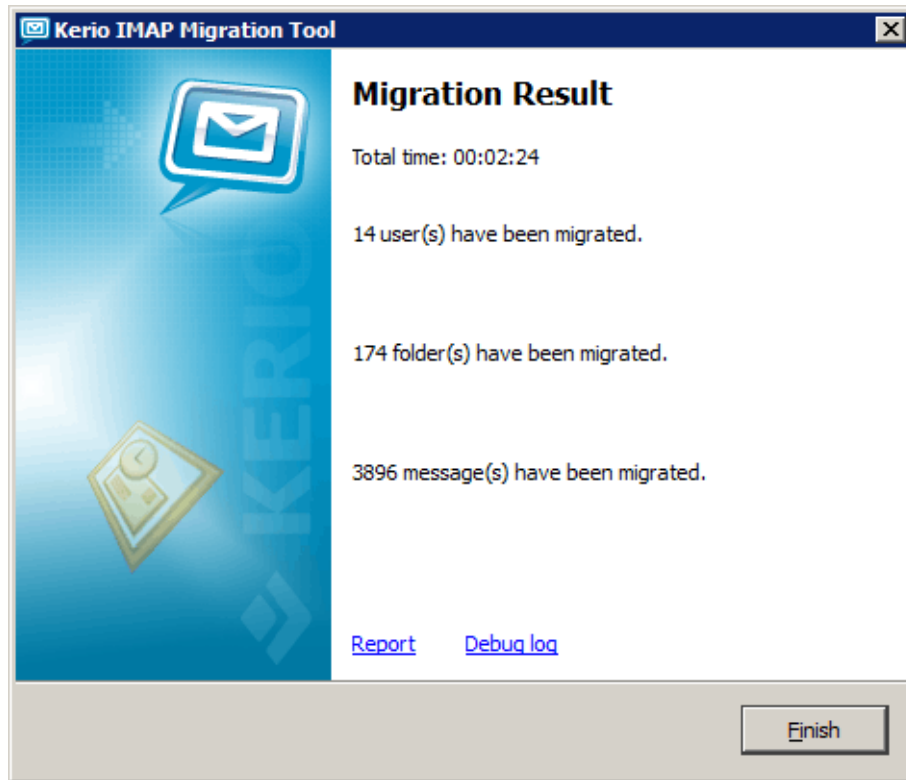 Kerio IMAP Migration Tool
Migration Result
Total time: 00:02:24
14 user(s) have been migrated.
174 folder(s) have been migrated.
3896 message(s) have been migrated.
KERIO
Report Debug log
Finish